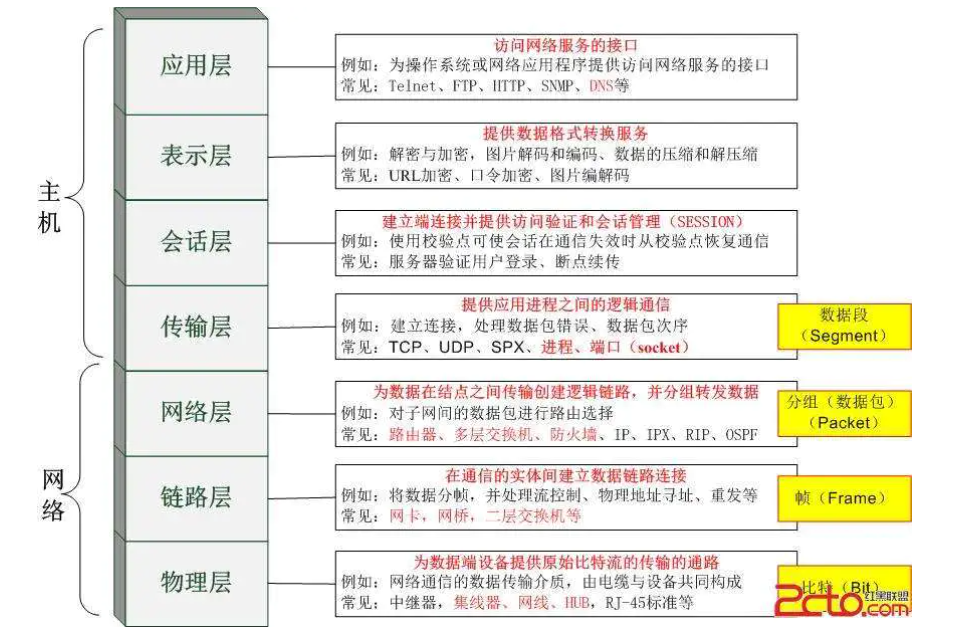 主机
网络
应用层
访问网络服务的接口
例如：为操作系统或网络应用程序提供访问网络服务的接口
常见：Telnet、FTP、HTTP、SNMP、DNS等
表示层
提供数据格式转换服务
例如：解密与加密，图片解码和编码、数据的压缩和解压缩
常见：URL加密、口令加密、图片编解码
会话层
建立端连接并提供访问验证和会话管理（SESSION）
例如：使用校验点可使会话在通信失效时从校验点恢复通信
常见：服务器验证用户登录、断点续传
传输层
提供应用进程之间的逻辑通信
例如：建立连接，处理数据包错误、数据包次序
常见：TCP、UDP、SPX、进程、端口（socket）
数据段
（Segment）
网络层
为数据在结点之间传输创建逻辑链路，并分组转发数据
例如：对子网间的数据包进行路由选择
常见：路由器、多层交换机、防火墙、IP、IPX、RIP、OSPF
分组（数据包）
（Packet）
链路层
在通信的实体间建立数据链路连接
例如：将数据分帧，并处理流控制、物理地址寻址、重发等
常见：网卡，网桥，二层交换机等
帧（Frame）
物理层
为数据端设备提供原始比特流的传输的通路
例如：网络通信的数据传输介质，由电缆与设备共同构成
常见：中继器，集线器、网线、HUB，RJ-45标准等
比特（Bit）
2cto.com
红黑联盟